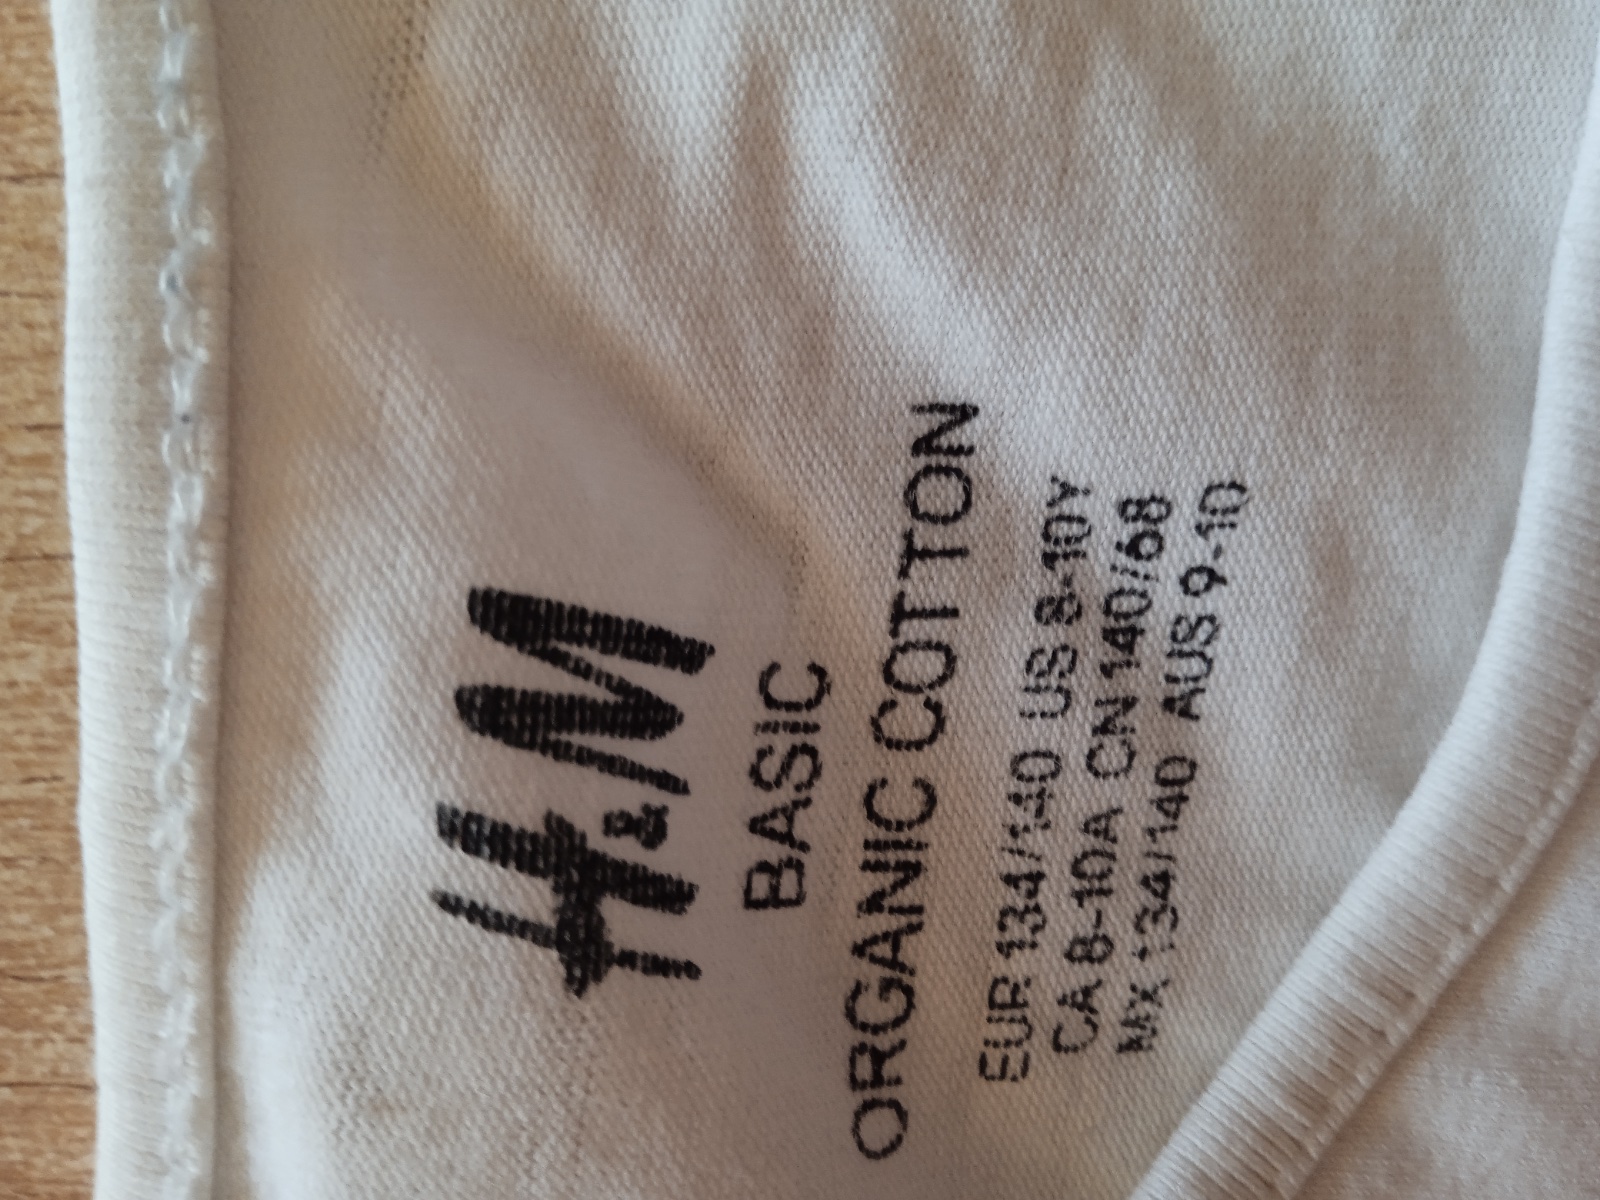 H&M
BASIC
ORGANIC COTTON
EUR 134/140 US 8-10Y
CA 8-10A CN 140/68
MX 134/140 AUS 9-10